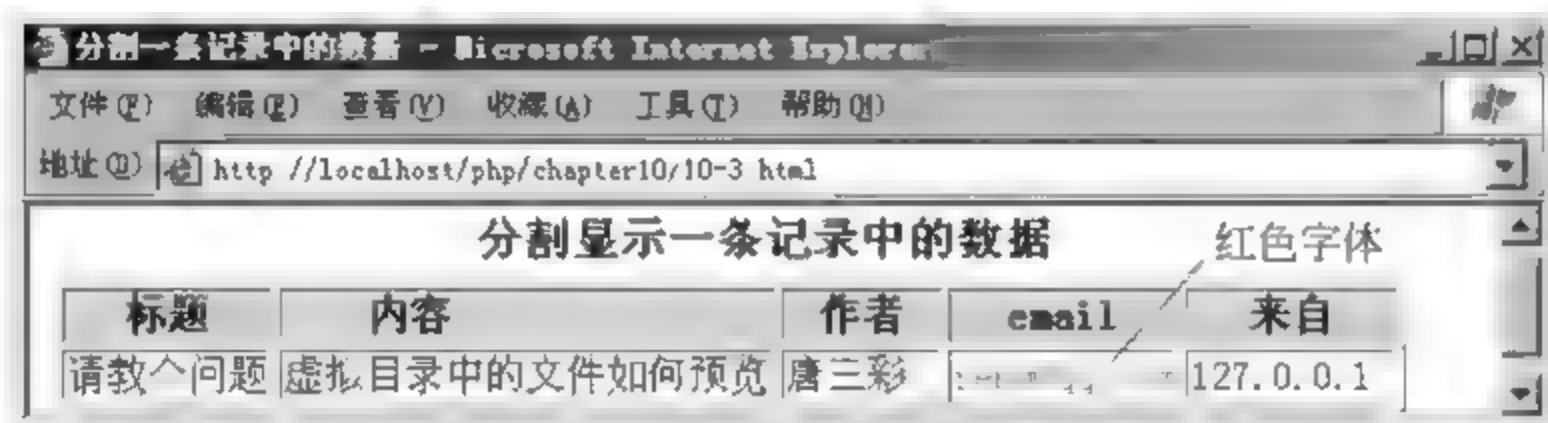 分割一条记录中的数据 - Microsoft Internet Explorer
文件(F) 编辑(E) 查看(V) 收藏(A) 工具(T) 帮助(H)
地址(D) http //localhost/php/chapter10/10-3 html
分割显示一条记录中的数据 红色字体
标题 内容 作者 email 来自
请教个问题 虚拟目录中的文件如何预览 唐三彩 127.0.0.1